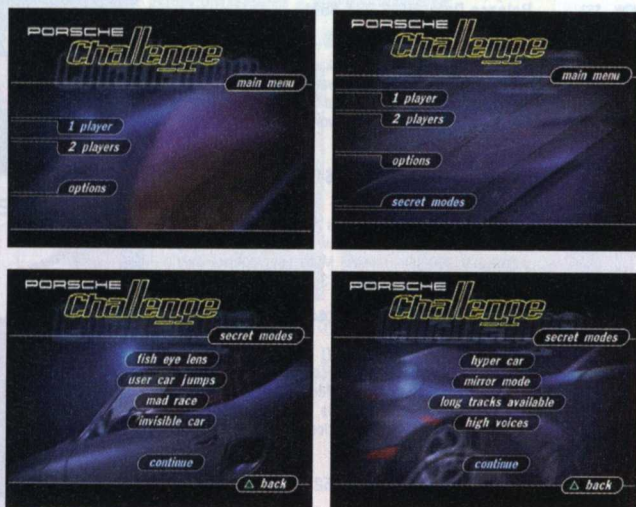 PORSCHE
Challenge
main menu
1 player
2 players
options
PORSCHE
Challenge
main menu
1 player
2 players
options
secret modes
PORSCHE
Challenge
secret modes
fish eye lens
user car jumps
mad race
invisible car
continue
△ back
PORSCHE
Challenge
secret modes
hyper car
mirror mode
long tracks available
high voices
continue
△ back